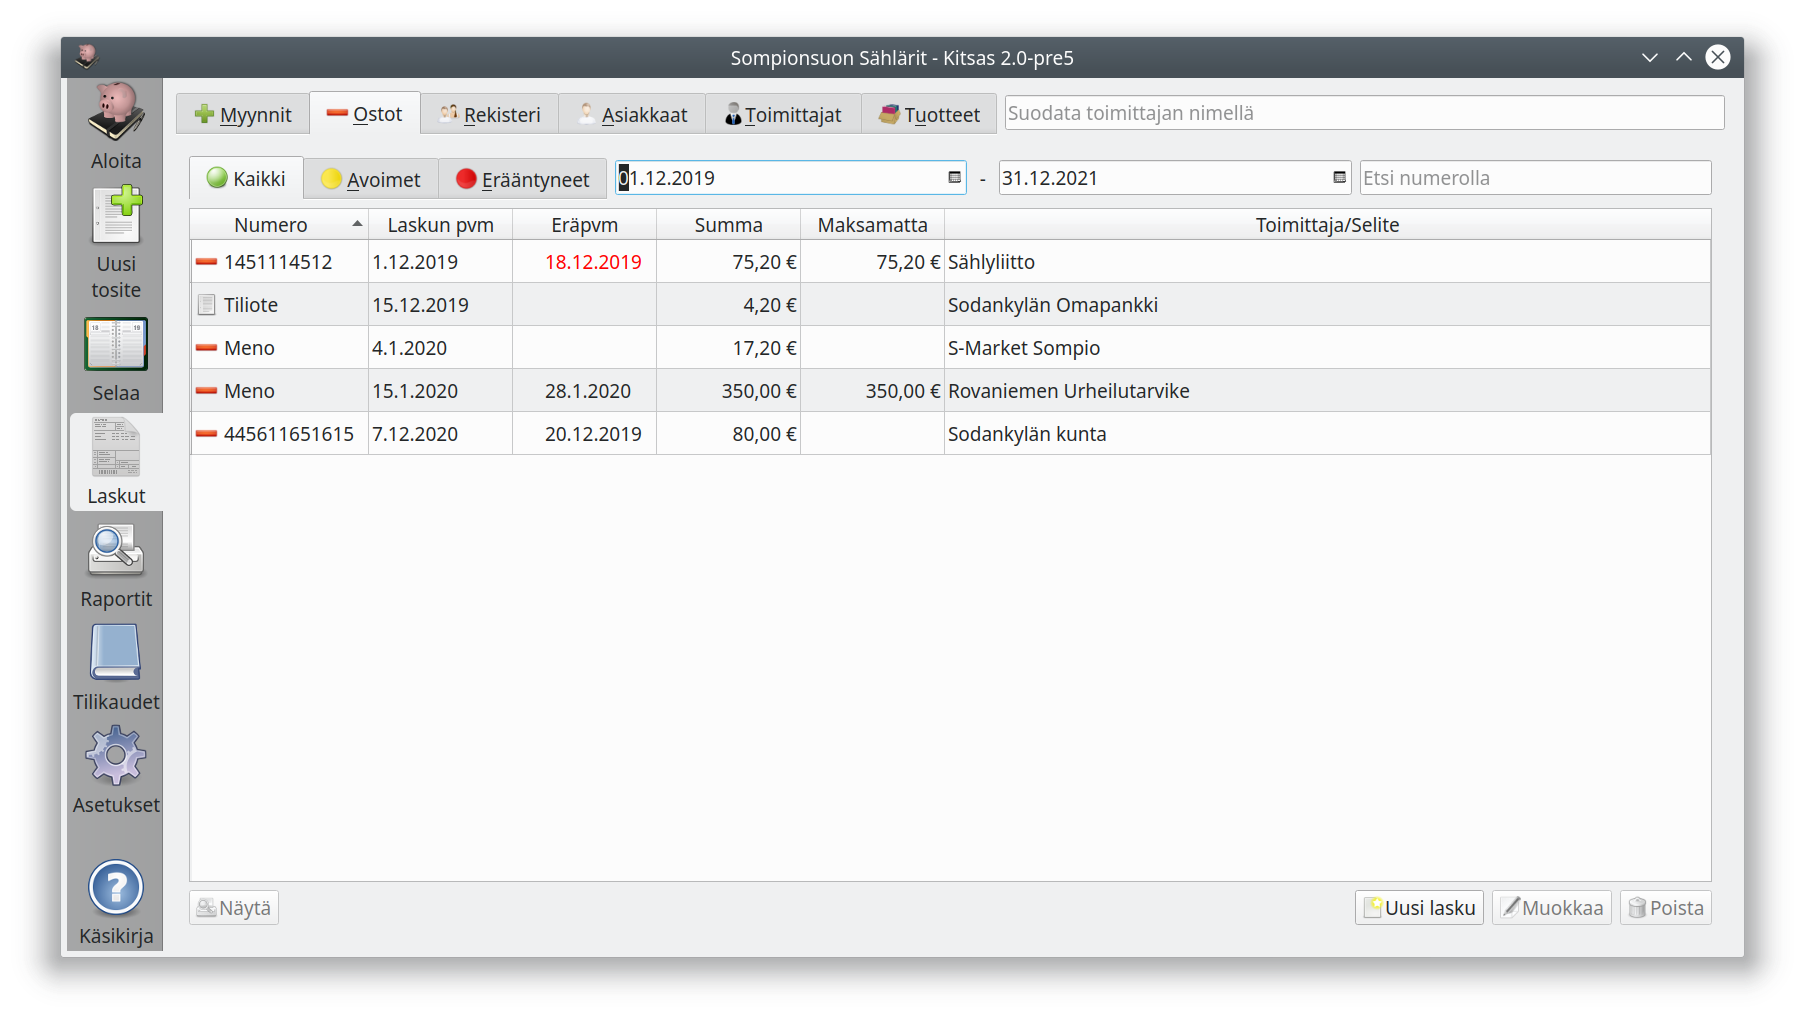 Sompionsuon Sählärit - Kitsas 2.0-pre5
Aloita
Uusi
tosite
Selaa
Laskut
Raportit
Tilikaudet
Asetukset
Käsikirja
Myynnit Ostot Rekisteri Asiakkaat Toimittajat Tuotteet Suodata toimittajan nimellä
Kaikki Avoimet Erääntyneet 01.12.2019 - 31.12.2021 Etsi numerolla
Numero Laskun pvm Eräpvm Summa Maksamatta Toimittaja/Selite
1451114512 1.12.2019 18.12.2019 75,20 € 75,20 € Sählyliitto
Tiliote 15.12.2019 4,20 € Sodankylän Omapankki
Meno 4.1.2020 17,20 € S-Market Sompio
Meno 15.1.2020 28.1.2020 350,00 € 350,00 € Rovaniemen Urheilutarvike
445611651615 7.12.2020 20.12.2019 80,00 € Sodankylän kunta
Näytä Uusi lasku Muokkaa Poista